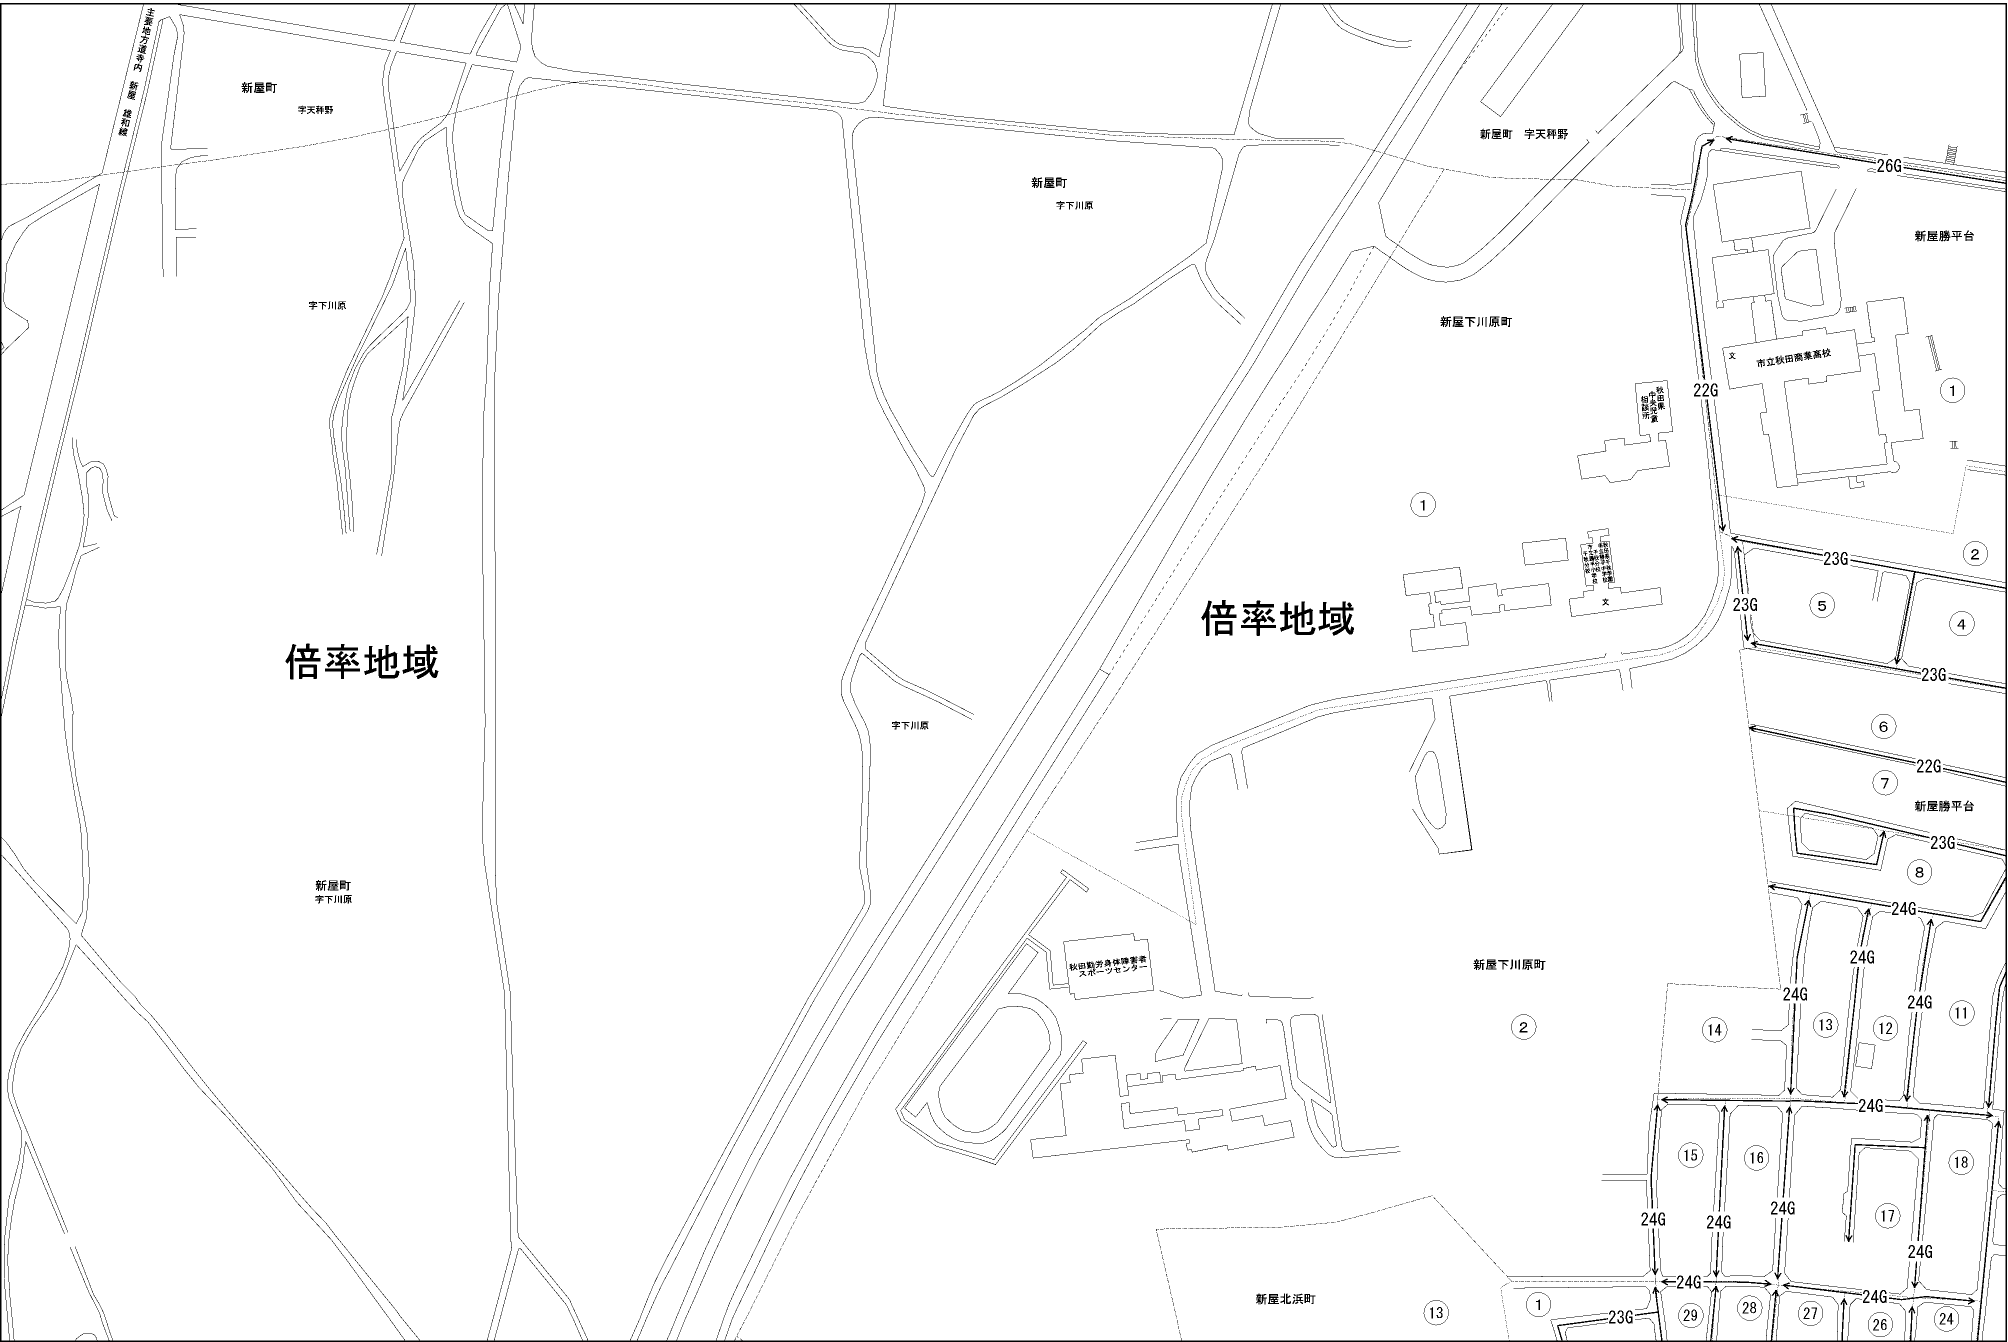 主要地方道寺内　新屋　雄和線
新屋町
字天秤野
新屋町　字天秤野
26G
新屋町
字下川原
新屋勝平台
字下川原
新屋下川原町
市立秋田商業高校
文
22G
秋田県
中央児童
相談所
①
①
23G
②
23G
⑤
④
文
倍率地域
倍率地域
23G
字下川原
⑥
22G
⑦
新屋勝平台
23G
⑧
新屋町
字下川原
24G
24G
秋田勤労身体障害者
スポーツセンター
新屋下川原町
24G
24G
②
⑭
⑬
⑫
⑪
24G
⑮
⑯
⑱
24G
24G
24G
⑰
24G
24G
24G
新屋北浜町
⑬
①
23G
㉙
㉘
㉗
㉖
㉔